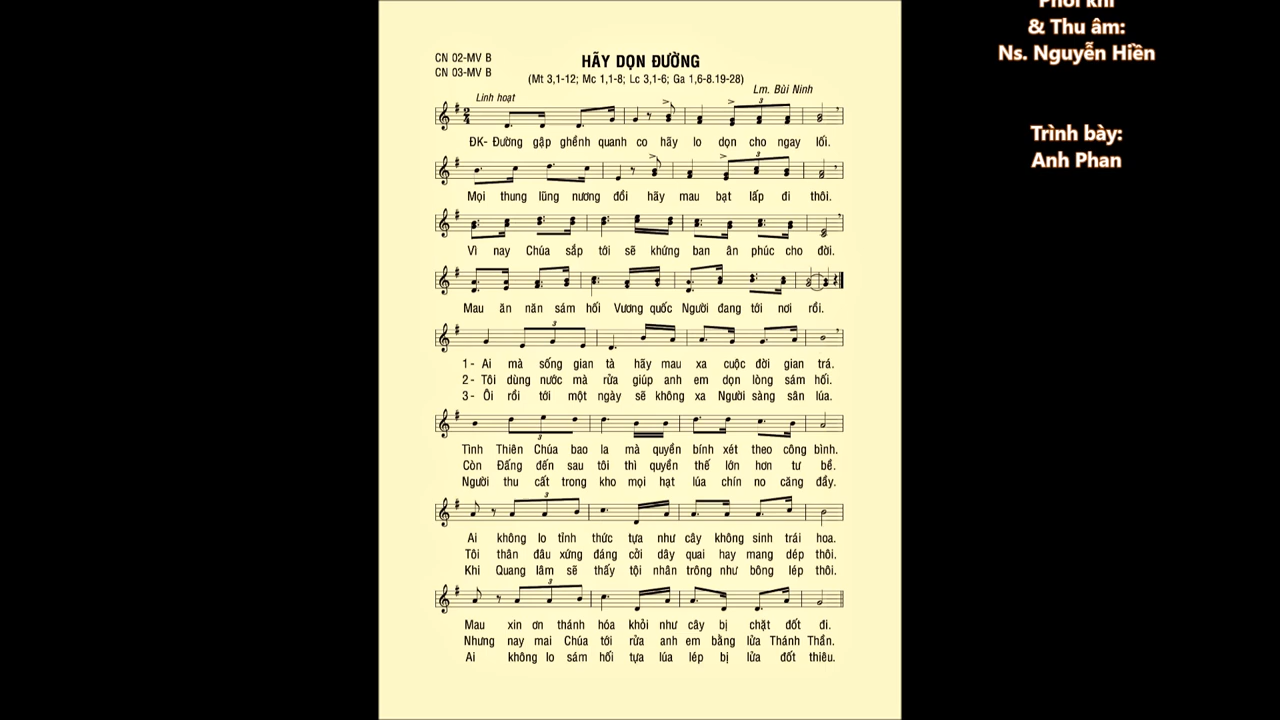 CN 02-MV B
CN 03-MV B
HÃY DỌN ĐƯỜNG
(Mt 3,1-12; Mc 1,1-8; Lc 3,1-6; Ga 1,6-8.19-28)
Lm. Bùi Ninh
Linh hoạt
ĐK- Đường gập ghềnh quanh co hãy lo dọn cho ngay lối.
Mọi thung lũng nương đồi hãy mau bạt lấp đi thôi.
Vì nay Chúa sắp tới sẽ khứng ban ân phúc cho đời.
Mau ăn năn sám hối Vương quốc Người đang tới nơi rồi.
1- Ai mà sống gian tà hãy mau xa cuộc đời gian trá.
2- Tôi dùng nước mà rửa giúp anh em dọn lòng sám hối.
3- Ôi rồi tới một ngày sẽ không xa Người sàng sân lúa.
Tình Thiên Chúa bao la mà quyền bính xét theo công bình.
Còn Đấng đến sau tôi thì quyền thế lớn hơn tư bề.
Người thu cất trong kho mọi hạt lúa chín no căng đầy.
Ai không lo tỉnh thức tựa như cây không sinh trái hoa.
Tôi thân đâu xứng đáng cởi dây quai hay mang dép thôi.
Khi Quang lâm sẽ thấy tội nhân trông như bông lép thôi.
Mau xin ơn thánh hóa khỏi như cây bị chặt đốt đi.
Nhưng nay mai Chúa tới rửa anh em bằng lửa Thánh Thần.
Ai không lo sám hối tựa lúa lép bị lửa đốt thiêu.
Phối khí
& Thu âm:
Ns. Nguyễn Hiền
Trình bày:
Anh Phan